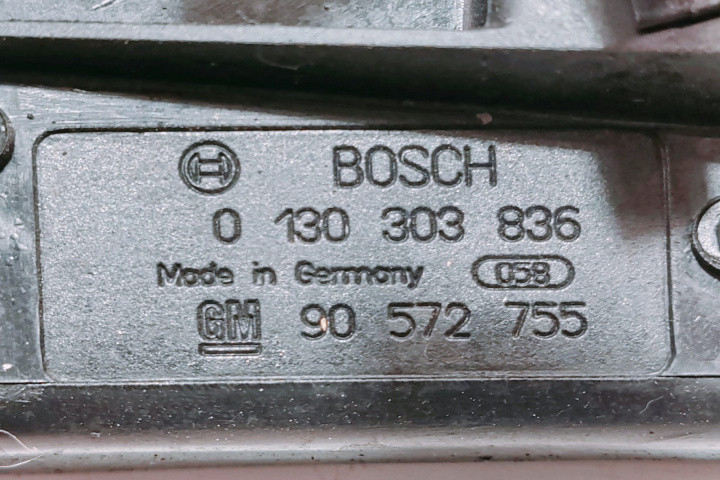 BOSCH
0 130 303 836
Made in Germany 058
GM 90 572 755